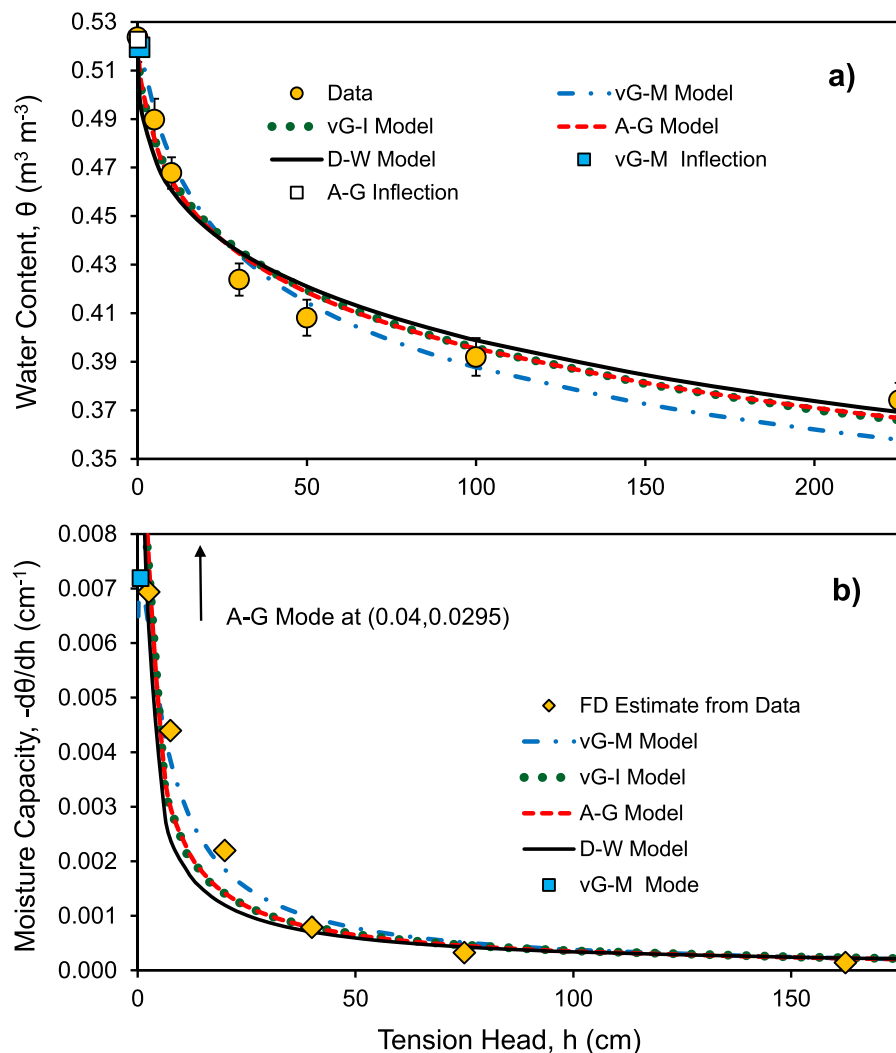 0.53
0.51
0.49
0.47
0.45
0.43
0.41
0.39
0.37
0.35
Water Content, θ (m³ m⁻³)
a)
Data
vG-M Model
vG-I Model
A-G Model
D-W Model
vG-M Inflection
A-G Inflection
0 50 100 150 200
0.008
0.007
0.006
0.005
0.004
0.003
0.002
0.001
0.000
Moisture Capacity, -dθ/dh (cm⁻¹)
b)
A-G Mode at (0.04,0.0295)
FD Estimate from Data
vG-M Model
vG-I Model
A-G Model
D-W Model
vG-M Mode
0 50 100 150
Tension Head, h (cm)